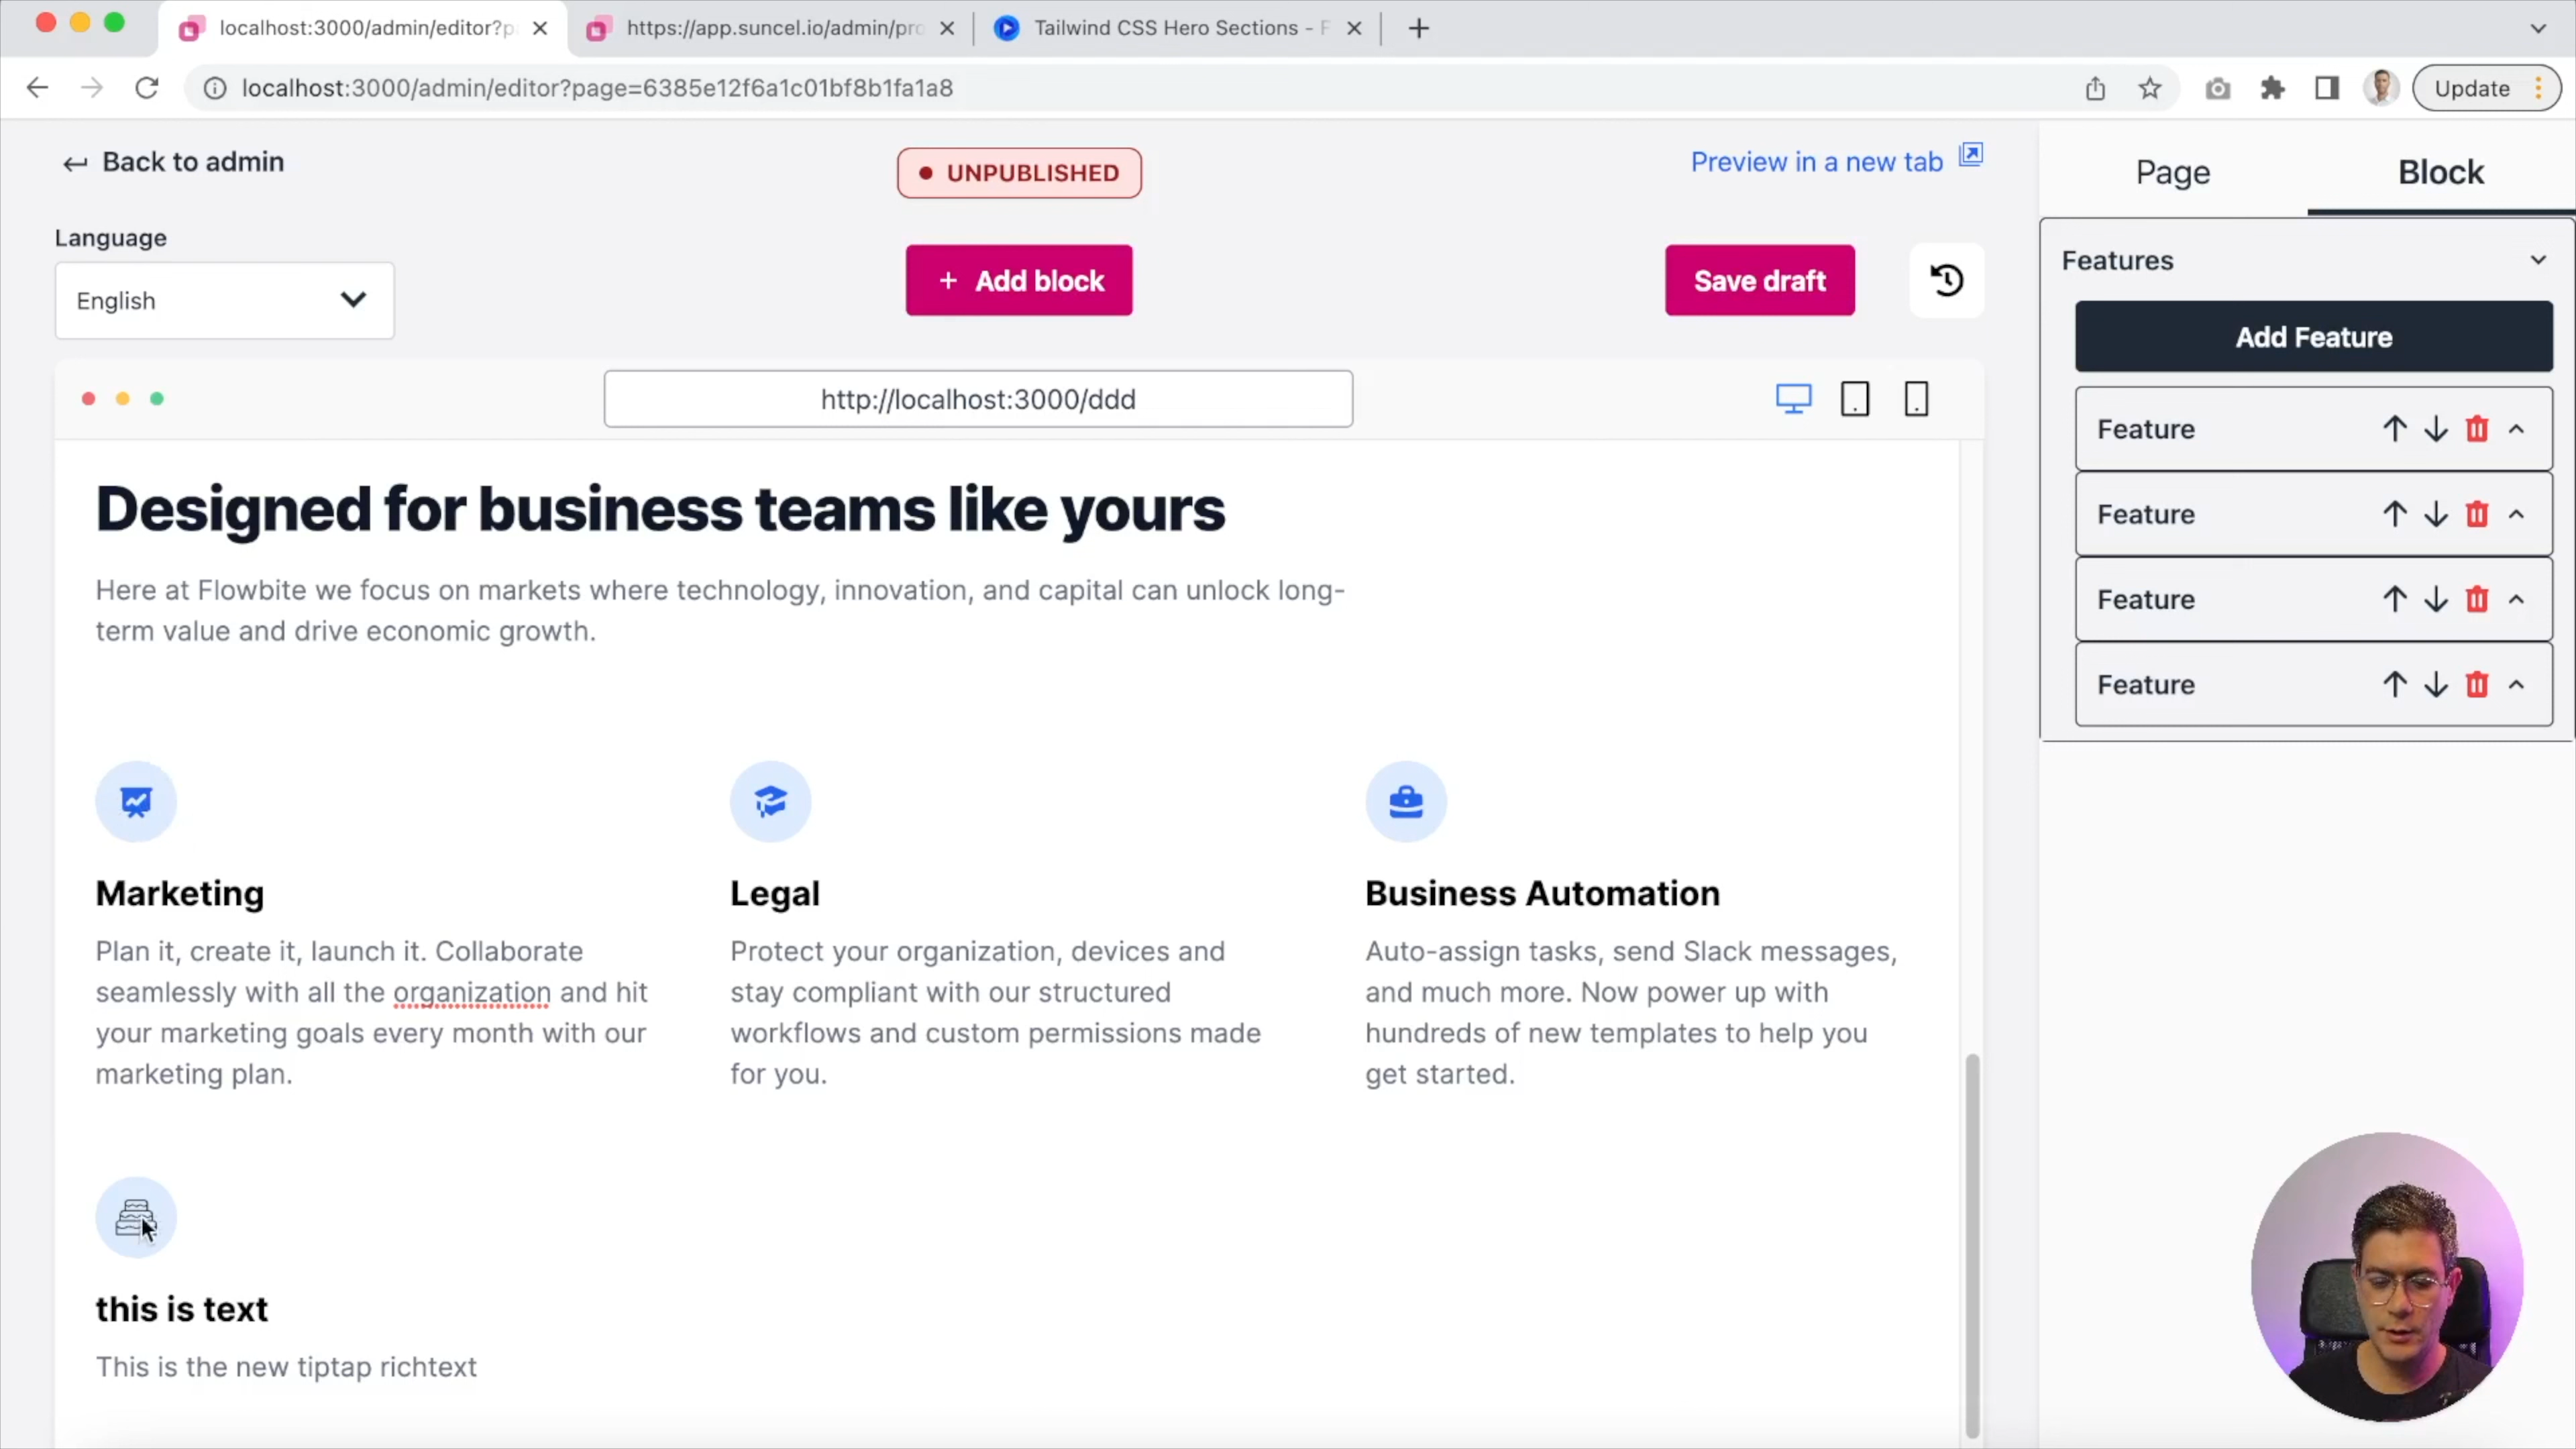 localhost:3000/admin/editor?p
https://app.suncel.io/admin/pro
Tailwind CSS Hero Sections - F
localhost:3000/admin/editor?page=6385e12f6a1c01bf8b1fa1a8
Update
Back to admin
UNPUBLISHED
Preview in a new tab
Page
Block
Language
English
+ Add block
Save draft
Features
Add Feature
Feature
Feature
Feature
Feature
http://localhost:3000/ddd
Designed for business teams like yours
Here at Flowbite we focus on markets where technology, innovation, and capital can unlock long-
term value and drive economic growth.
Marketing
Plan it, create it, launch it. Collaborate
seamlessly with all the organization and hit
your marketing goals every month with our
marketing plan.
Legal
Protect your organization, devices and
stay compliant with our structured
workflows and custom permissions made
for you.
Business Automation
Auto-assign tasks, send Slack messages,
and much more. Now power up with
hundreds of new templates to help you
get started.
this is text
This is the new tiptap richtext